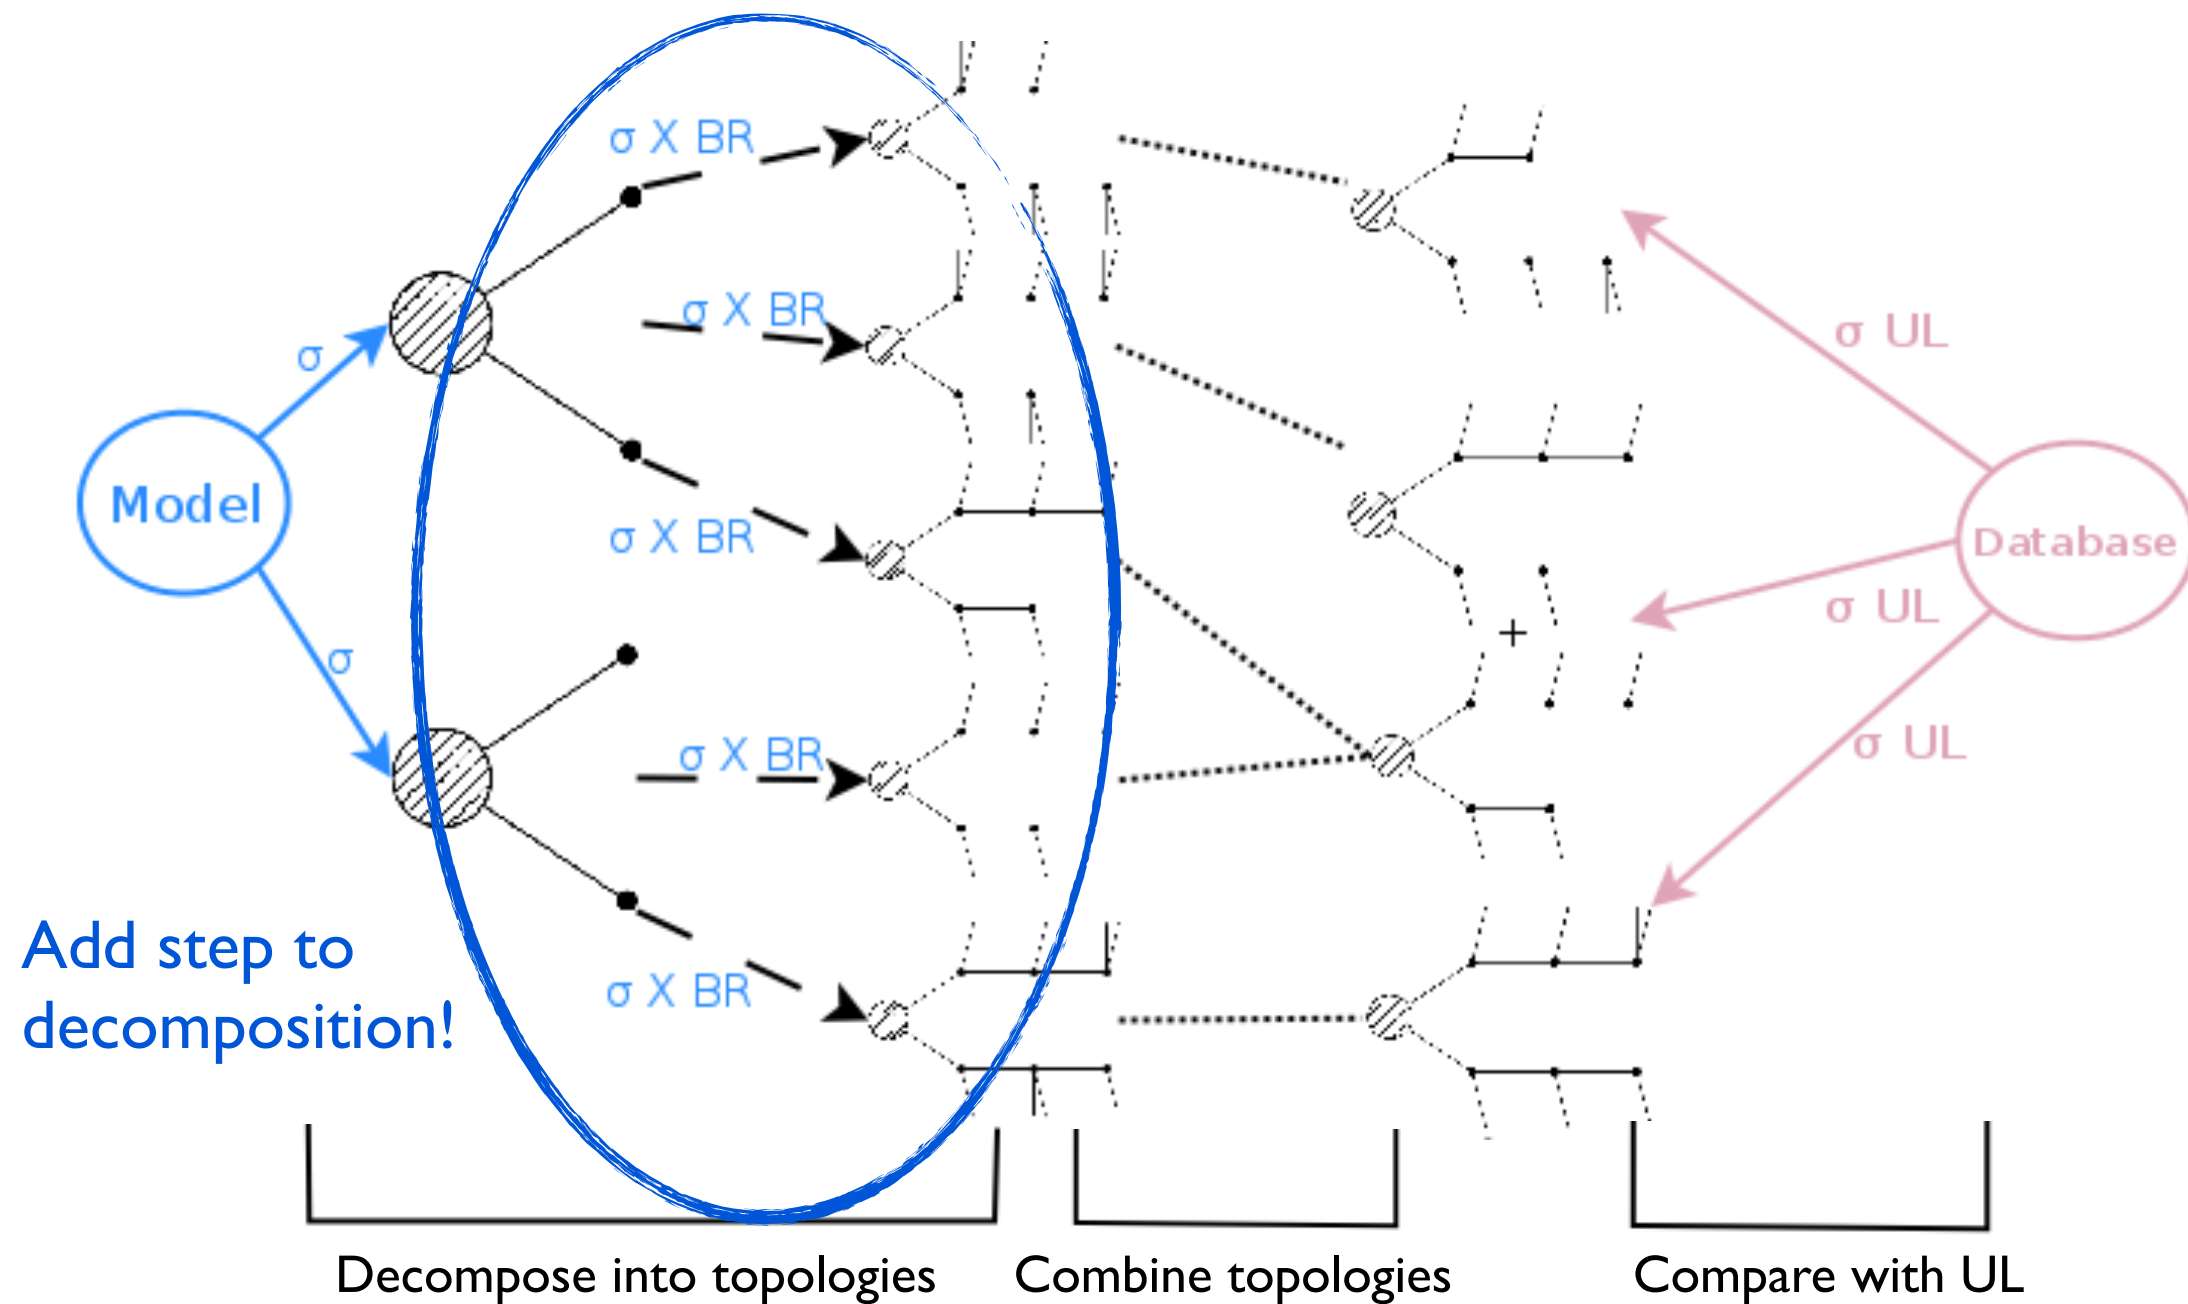 σ X BR
σ X BR
σ
Model
σ X BR
σ
σ X BR
σ X BR
Add step to
decomposition!
σ UL
Database
σ UL
+
σ UL
Decompose into topologies
Combine topologies
Compare with UL